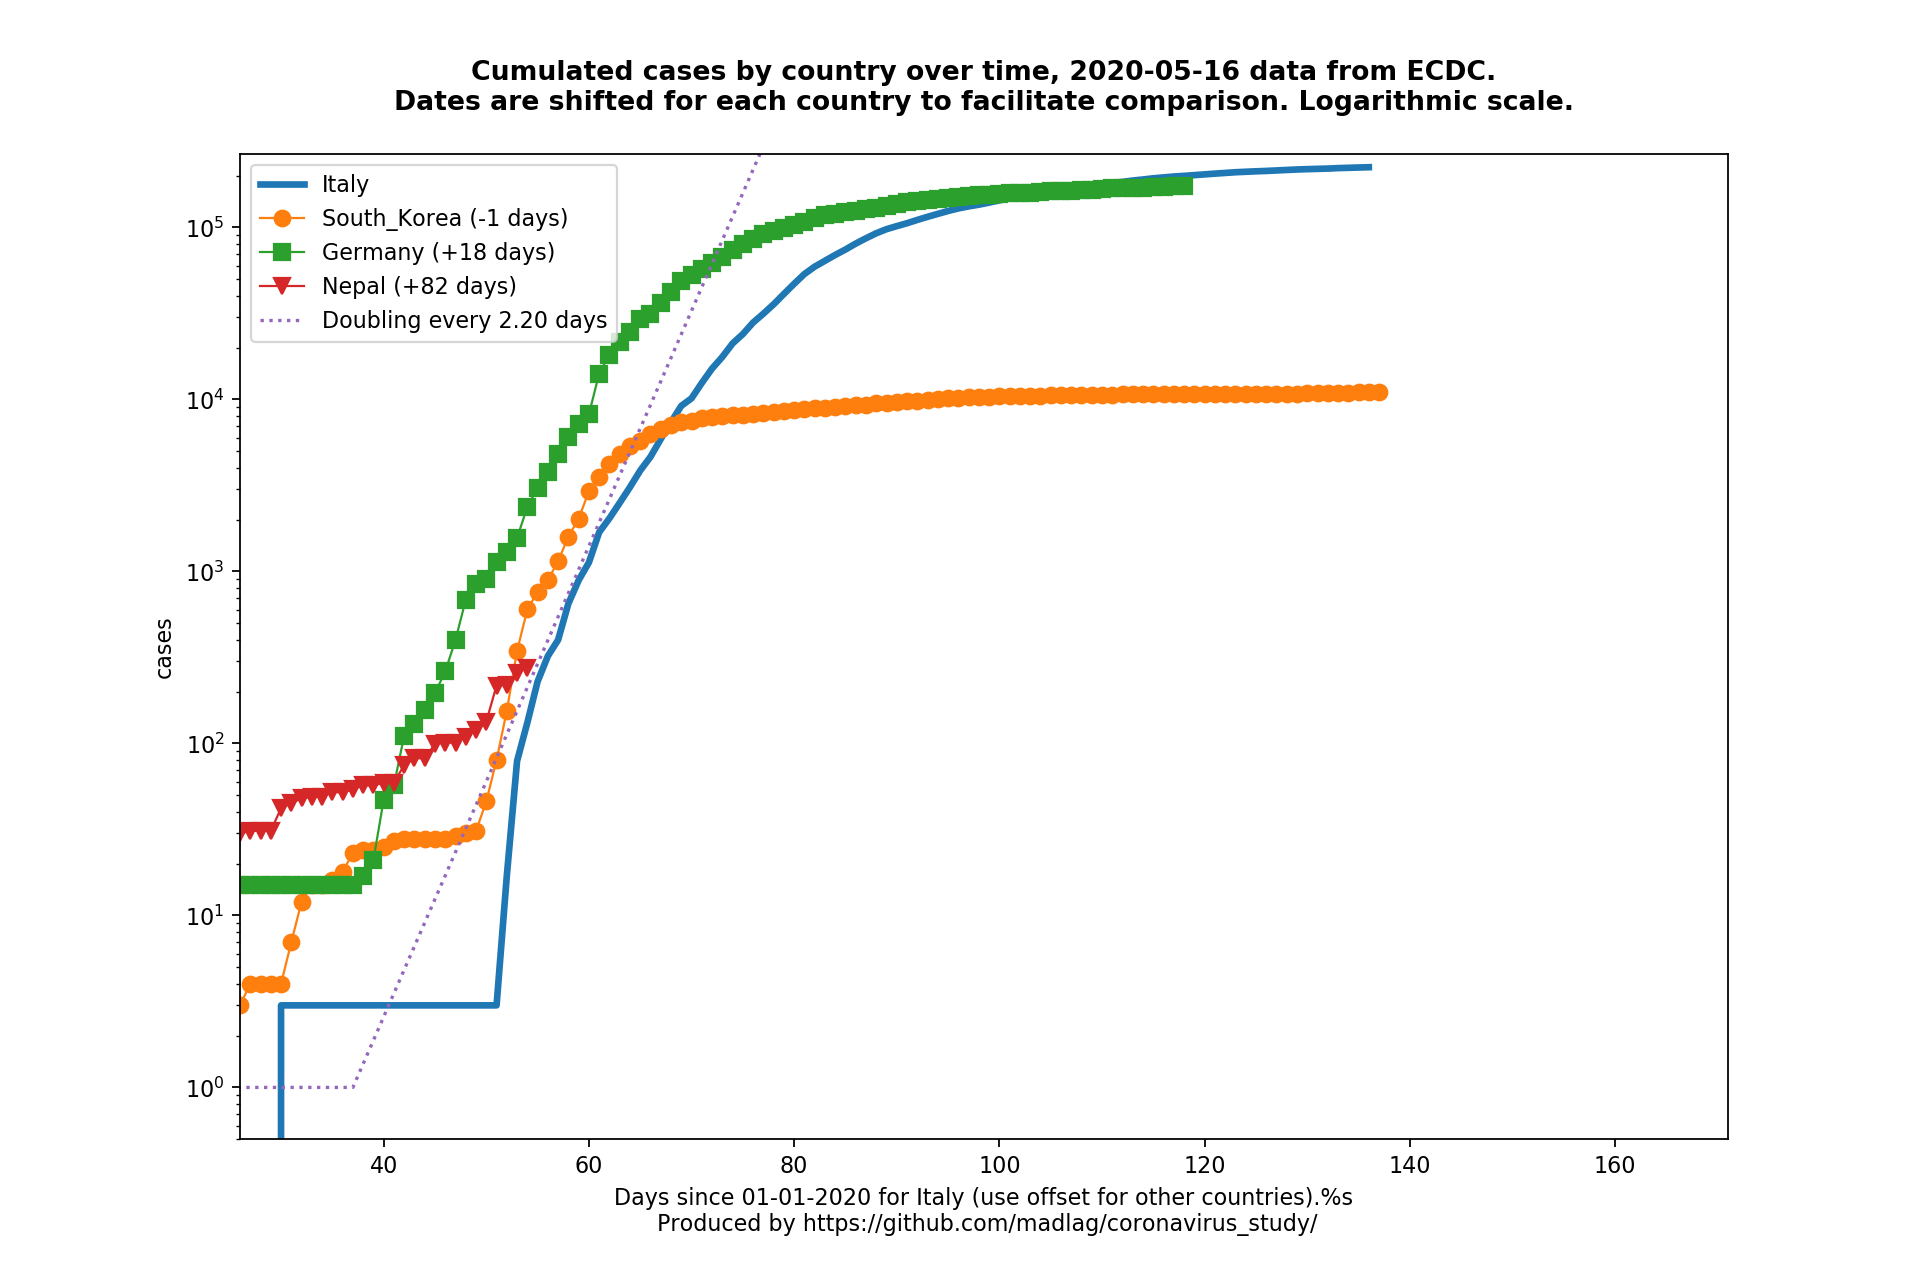 Cumulated cases by country over time, 2020-05-16 data from ECDC.
Dates are shifted for each country to facilitate comparison. Logarithmic scale.
Italy
South_Korea (-1 days)
Germany (+18 days)
Nepal (+82 days)
Doubling every 2.20 days
10^5
10^4
10^3
10^2
10^1
10^0
cases
40 60 80 100 120 140 160
Days since 01-01-2020 for Italy (use offset for other countries).%s
Produced by https://github.com/madlag/coronavirus_study/